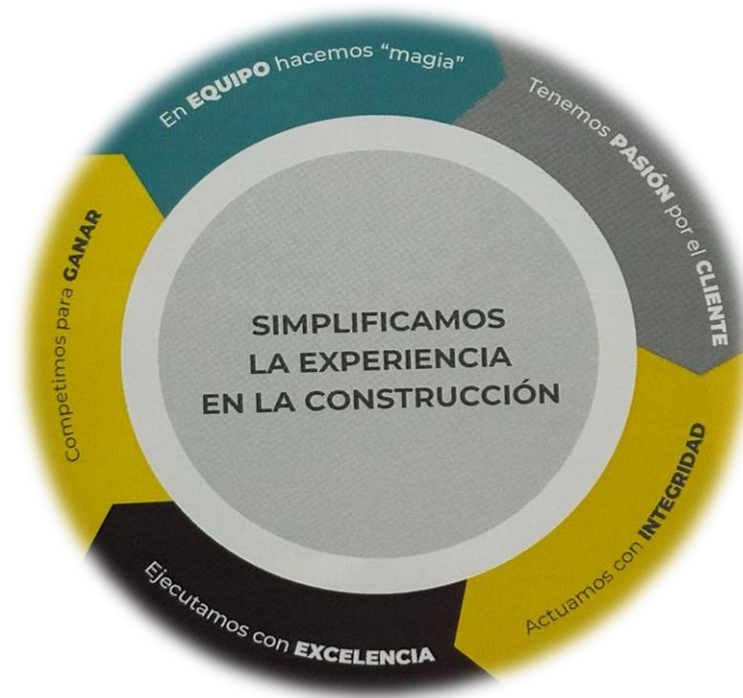 En EQUIPO hacemos “magia”
Tenemos PASIÓN por el CLIENTE
Actuamos con INTEGRIDAD
Ejecutamos con EXCELENCIA
Competimos para GANAR
SIMPLIFICAMOS
LA EXPERIENCIA
EN LA CONSTRUCCIÓN